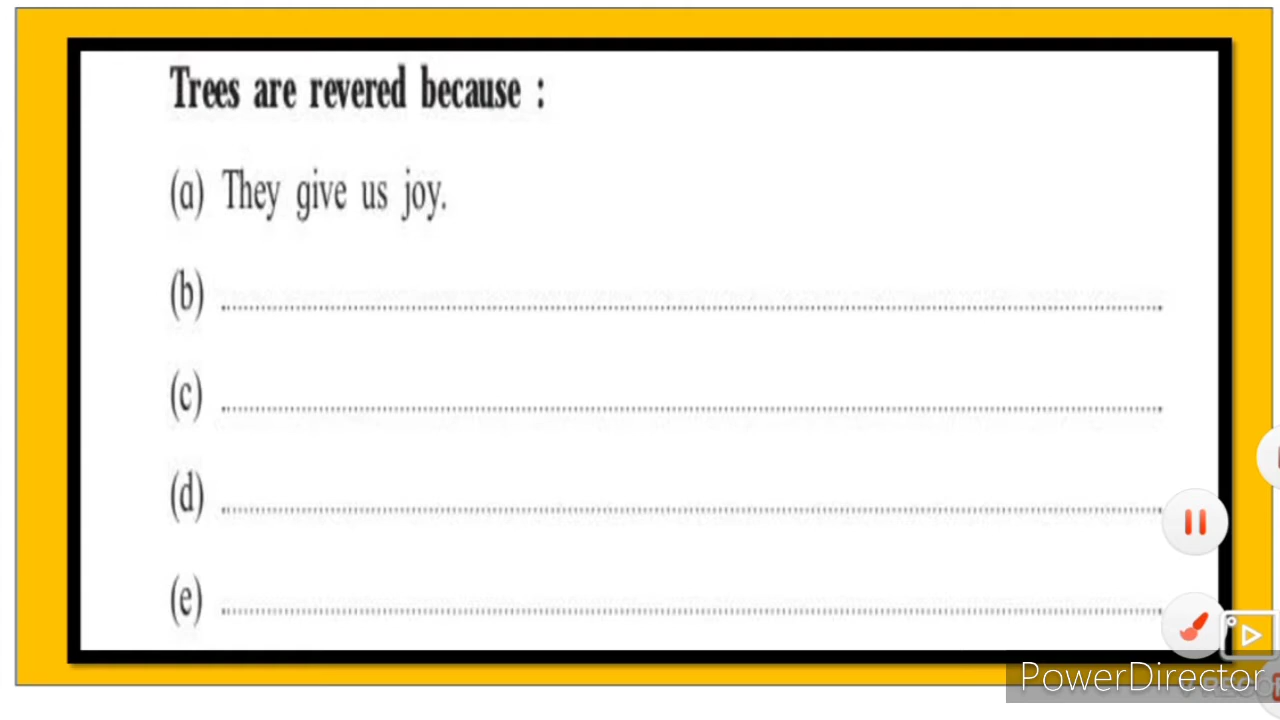 Trees are revered because :
(a) They give us joy.
(b)
(c)
(d)
(e)
PowerDirector